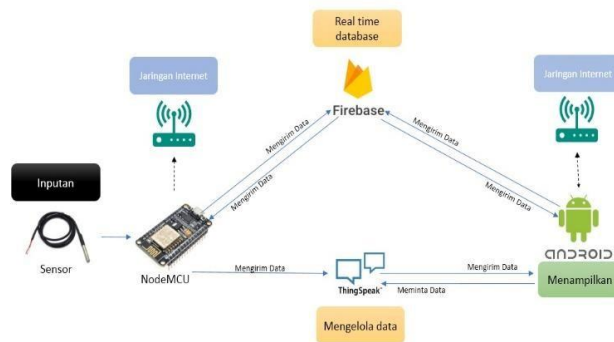 Real time
database
Jaringan Internet
Jaringan Internet
Firebase
Mengirim Data
Mengirim Data
Mengirim Data
Mengirim Data
Inputan
Sensor
NodeMCU
Mengirim Data
ThingSpeak™
Mengirim Data
Meminta Data
ANDROID
Menampilkan
Mengelola data